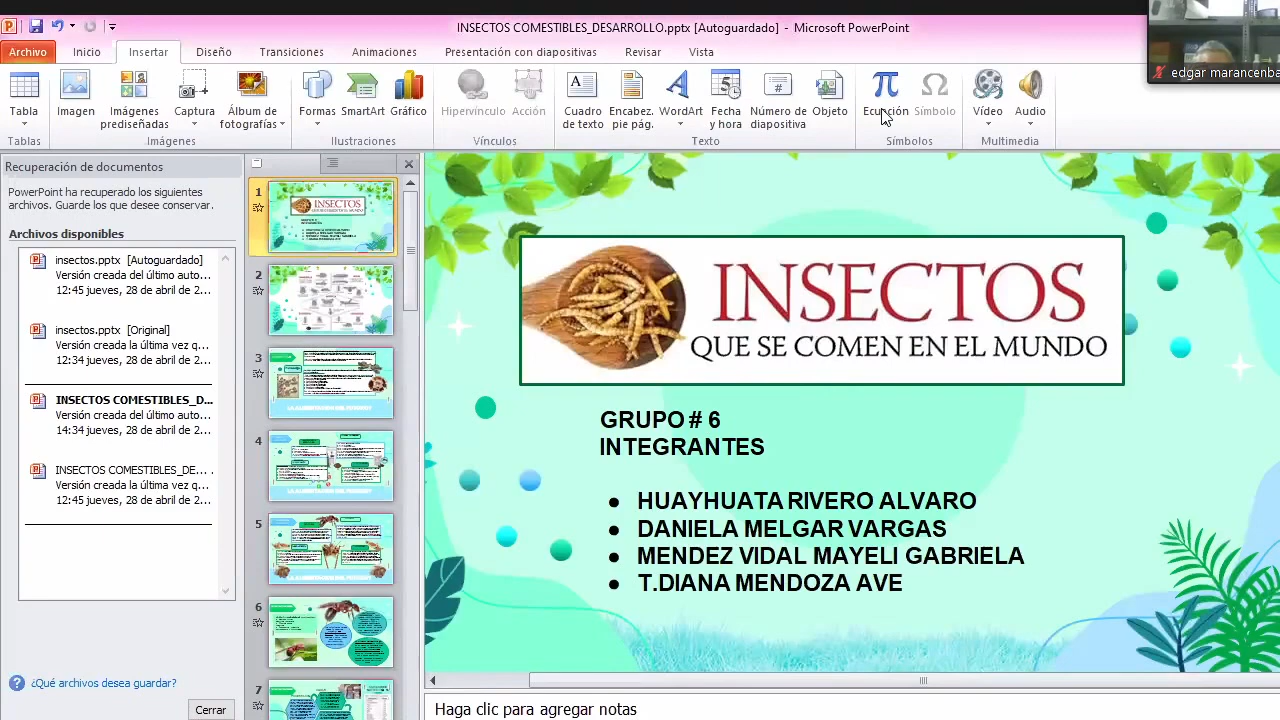 INSECTOS COMESTIBLES_DESARROLLO.pptx [Autoguardado] - Microsoft PowerPoint
edgar marancenba
Archivo Inicio Insertar Diseño Transiciones Animaciones Presentación con diapositivas Revisar Vista
Tabla Imagen Imágenes prediseñadas Captura Álbum de fotografías Formas SmartArt Gráfico Hipervínculo Acción Cuadro de texto Encabez. pie pág. WordArt Fecha y hora Número de diapositiva Objeto Ecuación Símbolo Vídeo Audio
Tablas Imágenes Ilustraciones Vínculos Texto Símbolos Multimedia
Recuperación de documentos
PowerPoint ha recuperado los siguientes
archivos. Guarde los que desee conservar.
Archivos disponibles
insectos.pptx [Autoguardado]
Versión creada del último auto...
12:45 jueves, 28 de abril de 2...
insectos.pptx [Original]
Versión creada la última vez q...
12:34 jueves, 28 de abril de 2...
INSECTOS COMESTIBLES_D...
Versión creada del último auto...
14:34 jueves, 28 de abril de 2...
INSECTOS COMESTIBLES_DE... .
Versión creada la última vez q...
12:45 jueves, 28 de abril de 2...
¿Qué archivos desea guardar?
Cerrar
1
2
3
4
5
6
7
INSECTOS
QUE SE COMEN EN EL MUNDO
GRUPO # 6
INTEGRANTES
● HUAYHUATA RIVERO ALVARO
● DANIELA MELGAR VARGAS
● MENDEZ VIDAL MAYELI GABRIELA
● T.DIANA MENDOZA AVE
Haga clic para agregar notas